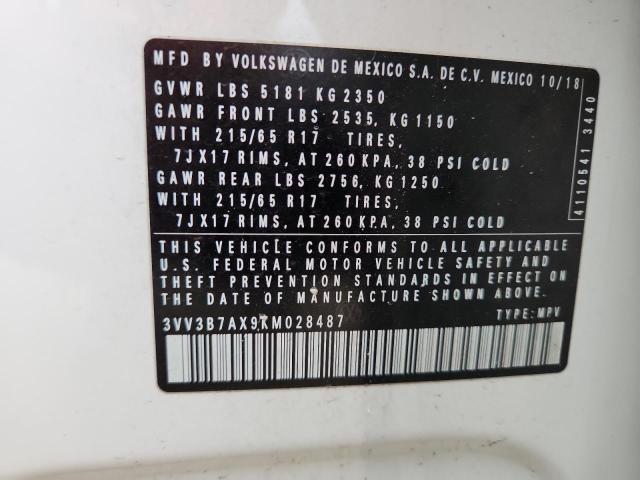 MFD BY VOLKSWAGEN DE MEXICO S.A. DE C.V. MEXICO 10/18
GVWR LBS 5181 KG 2350
GAWR FRONT LBS 2535, KG 1150
WITH 215/65 R17 TIRES,
7JX17 RIMS, AT 260 KPA, 38 PSI COLD
GAWR REAR LBS 2756, KG 1250
WITH 215/65 R17 TIRES,
7JX17 RIMS, AT 260 KPA, 38 PSI COLD
4110541 3440
THIS VEHICLE CONFORMS TO ALL APPLICABLE
U.S. FEDERAL MOTOR VEHICLE SAFETY AND
THEFT PREVENTION STANDARDS IN EFFECT ON
THE DATE OF MANUFACTURE SHOWN ABOVE.
3VV3B7AX9KM028487 TYPE: MPV